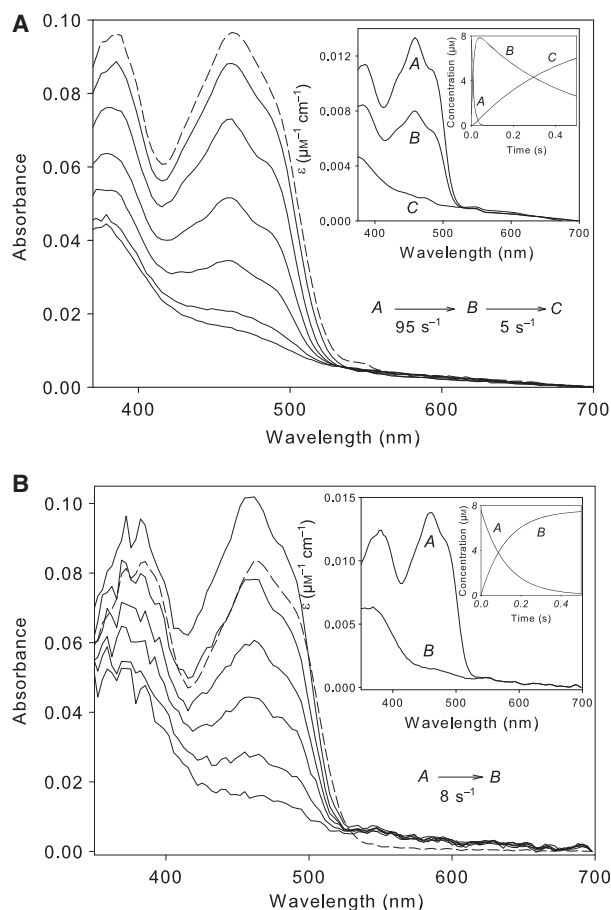 A
0.10
0.08
0.06
0.04
0.02
0.00
Absorbance
400
500
600
700
Wavelength (nm)
0.012
0.008
0.004
0.000
ε (µM⁻¹ cm⁻¹)
A
B
C
400
500
600
700
Wavelength (nm)
8
4
0
Concentration (µM)
A
B
C
0.0
0.2
0.4
Time (s)
A B C
95 s⁻¹ 5 s⁻¹
B
0.10
0.08
0.06
0.04
0.02
0.00
Absorbance
400
500
600
700
Wavelength (nm)
0.015
0.010
0.005
0.000
ε (µM⁻¹ cm⁻¹)
A
B
400
500
600
700
Wavelength (nm)
8
4
0
Concentration (µM)
A
B
0.0
0.2
0.4
Time (s)
A B
8 s⁻¹